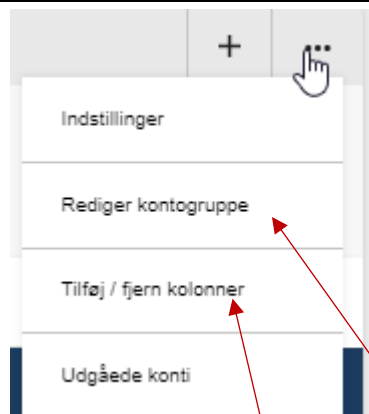 + ...
Indstillinger
Rediger kontogruppe
Tilføj / fjern kolonner
Udgåede konti